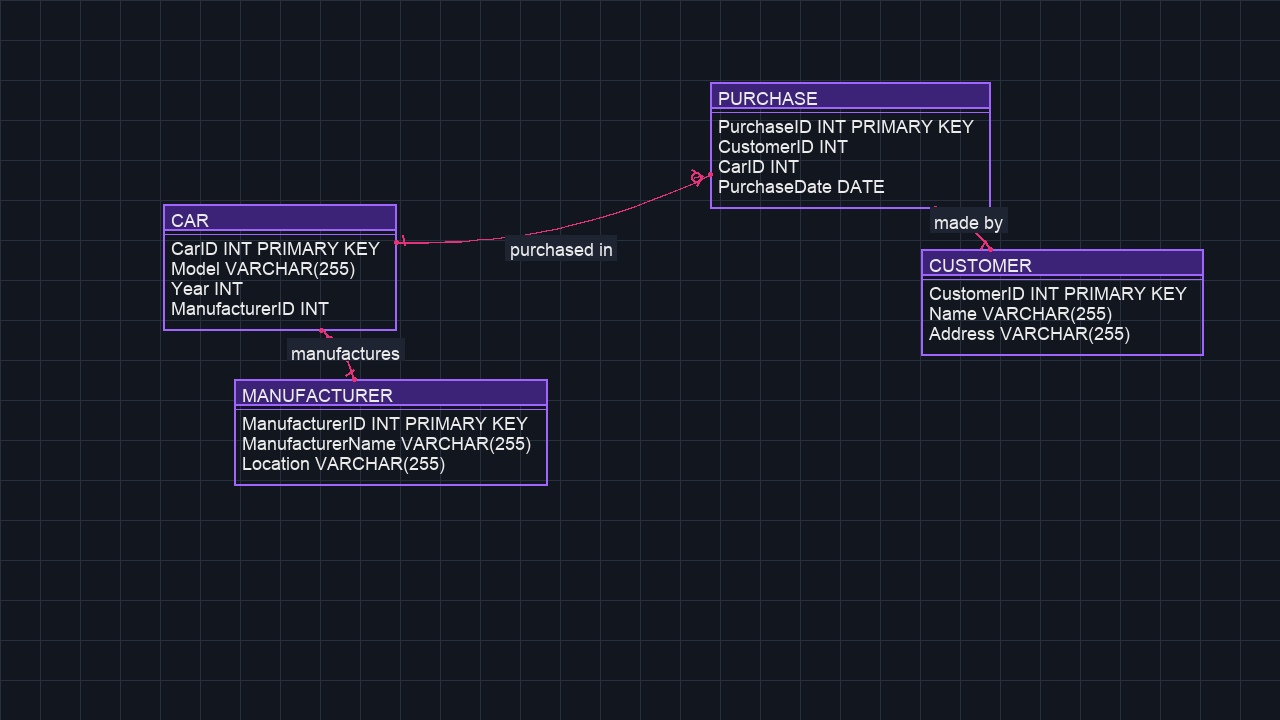 PURCHASE
PurchaseID INT PRIMARY KEY
CustomerID INT
CarID INT
PurchaseDate DATE
CAR
CarID INT PRIMARY KEY
Model VARCHAR(255)
Year INT
ManufacturerID INT
purchased in
made by
CUSTOMER
CustomerID INT PRIMARY KEY
Name VARCHAR(255)
Address VARCHAR(255)
manufactures
MANUFACTURER
ManufacturerID INT PRIMARY KEY
ManufacturerName VARCHAR(255)
Location VARCHAR(255)